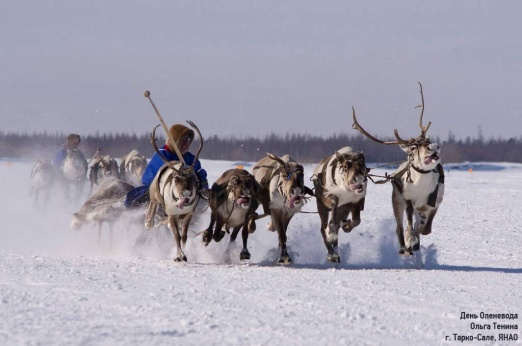 День Оленевода
Ольга Тенина
г. Тарко-Сале, ЯНАО